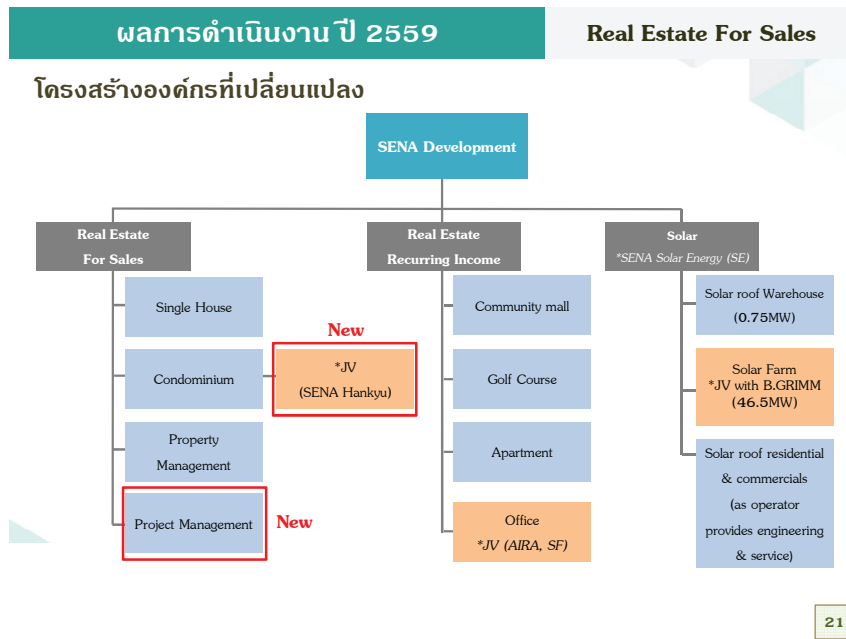 ผลการดำเนินงาน ปี 2559
Real Estate For Sales
โครงสร้างองค์กรที่เปลี่ยนแปลง
SENA Development
Real Estate
For Sales
Single House
Condominium
New
*JV
(SENA Hankyu)
Property
Management
Project Management
New
Real Estate
Recurring Income
Community mall
Golf Course
Apartment
Office
*JV (AIRA, SF)
Solar
*SENA Solar Energy (SE)
Solar roof Warehouse
(0.75MW)
Solar Farm
*JV with B.GRIMM
(46.5MW)
Solar roof residential
& commercials
(as operator
provides engineering
& service)
21